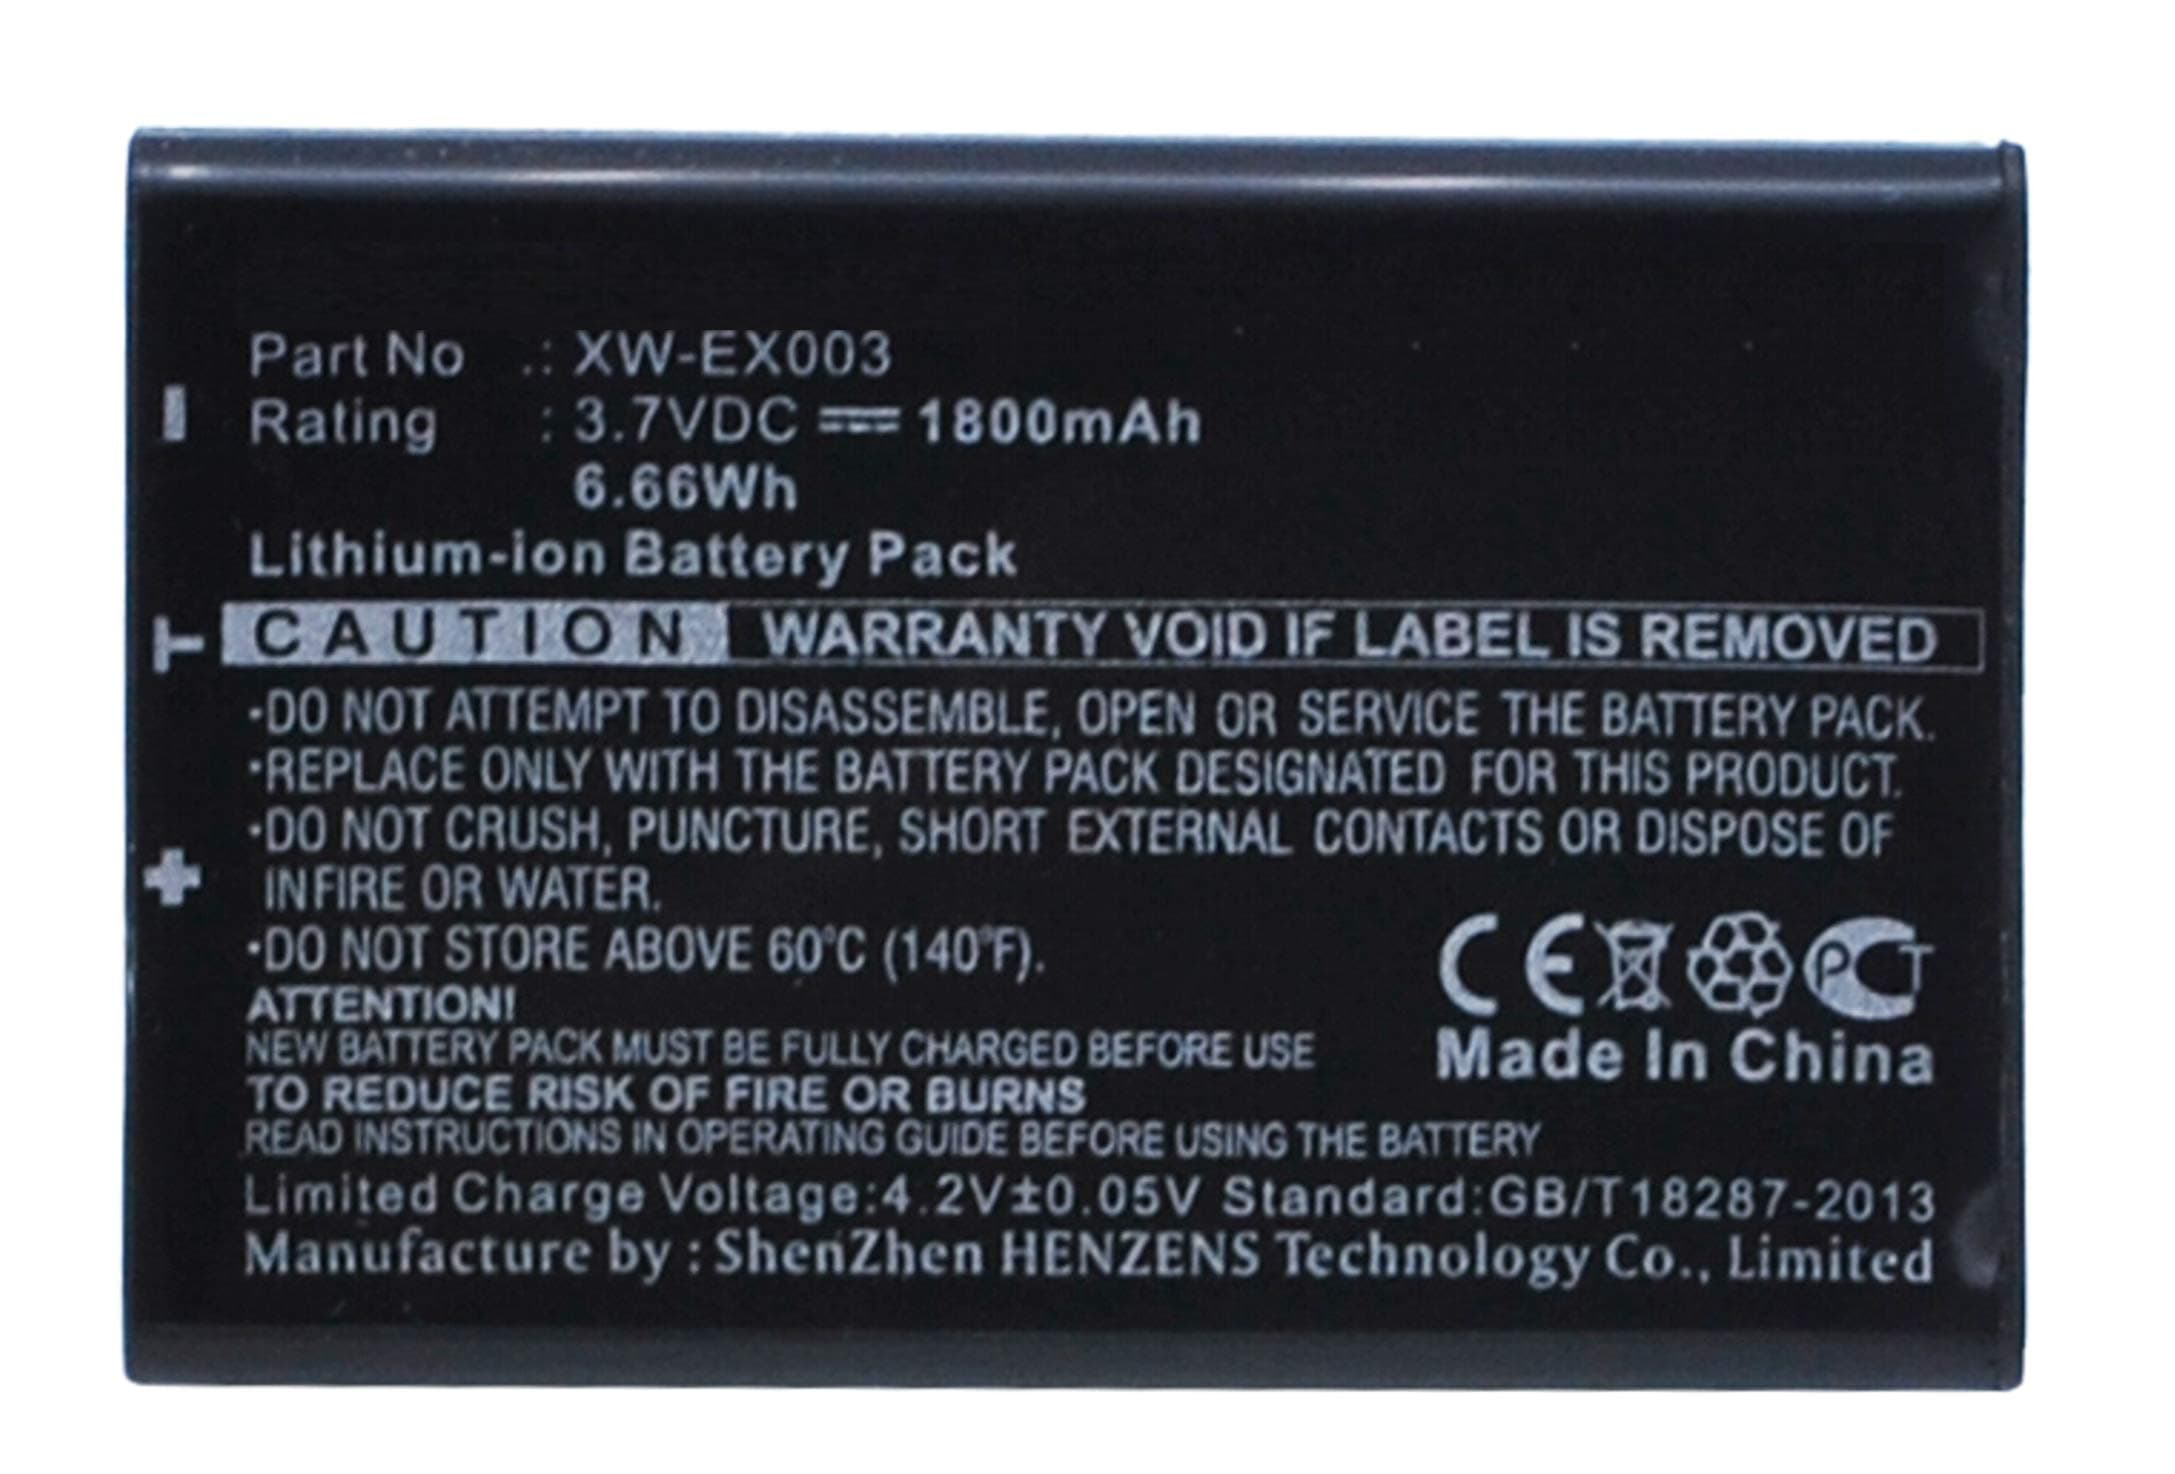 Part No .: XW-EX003
Rating : 3.7VDC ⎓ 1800mAh
6.66Wh
Lithium-ion Battery Pack
CAUTION WARRANTY VOID IF LABEL IS REMOVED
·DO NOT ATTEMPT TO DISASSEMBLE, OPEN OR SERVICE THE BATTERY PACK.
·REPLACE ONLY WITH THE BATTERY PACK DESIGNATED FOR THIS PRODUCT.
·DO NOT CRUSH, PUNCTURE, SHORT EXTERNAL CONTACTS OR DISPOSE OF
IN FIRE OR WATER.
·DO NOT STORE ABOVE 60°C (140°F).
ATTENTION!
NEW BATTERY PACK MUST BE FULLY CHARGED BEFORE USE
TO REDUCE RISK OF FIRE OR BURNS
READ INSTRUCTIONS IN OPERATING GUIDE BEFORE USING THE BATTERY
Limited Charge Voltage:4.2V±0.05V Standard:GB/T18287-2013
Manufacture by : ShenZhen HENZENS Technology Co., Limited
CE PCT
Made In China
-
T
+